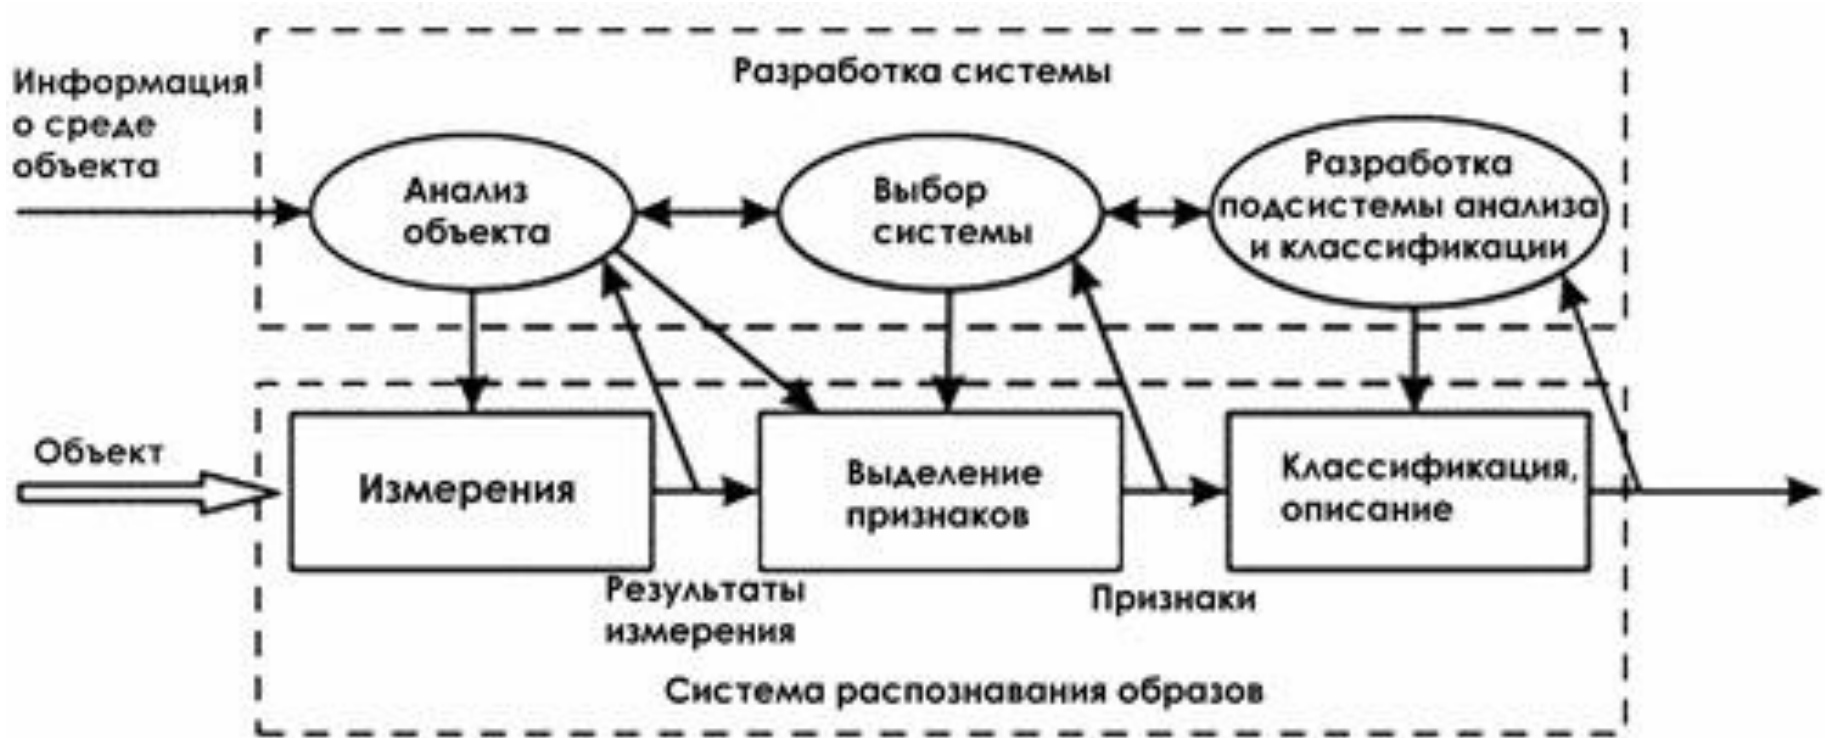 Разработка системы
Информация
о среде
объекта
Анализ
объекта
Выбор
системы
Разработка
подсистемы анализа
и классификации
Объект
Измерения
Выделение
признаков
Классификация,
описание
Результаты
измерения
Признаки
Система распознавания образов